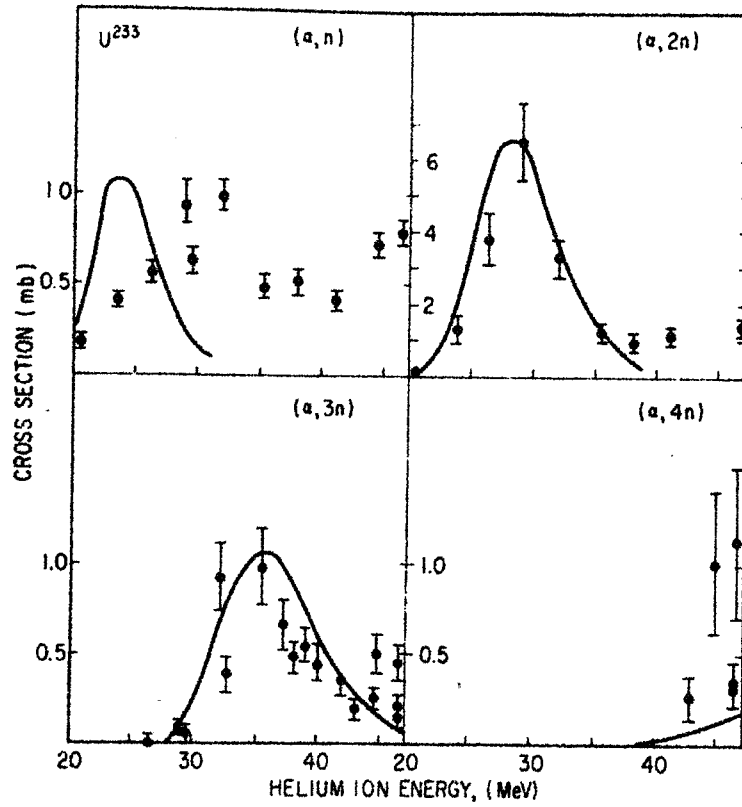 U233 (α, n)
(α, 2n)
1.0
0.5
6
4
2
CROSS SECTION (mb)
(α, 3n)
(α, 4n)
1.0
0.5
1.0
0.5
20 30 40 20 30 40
HELIUM ION ENERGY, (MeV)